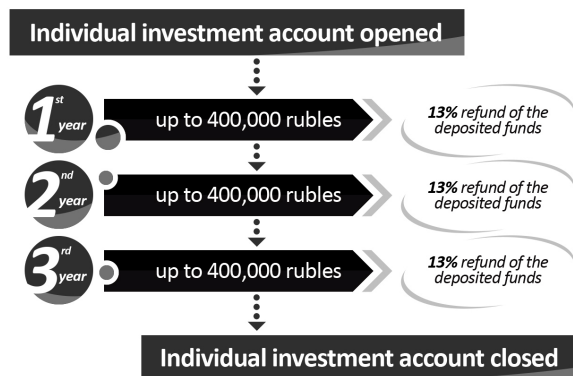 Individual investment account opened
1st year
up to 400,000 rubles
13% refund of the
deposited funds
2nd year
up to 400,000 rubles
13% refund of the
deposited funds
3rd year
up to 400,000 rubles
13% refund of the
deposited funds
Individual investment account closed